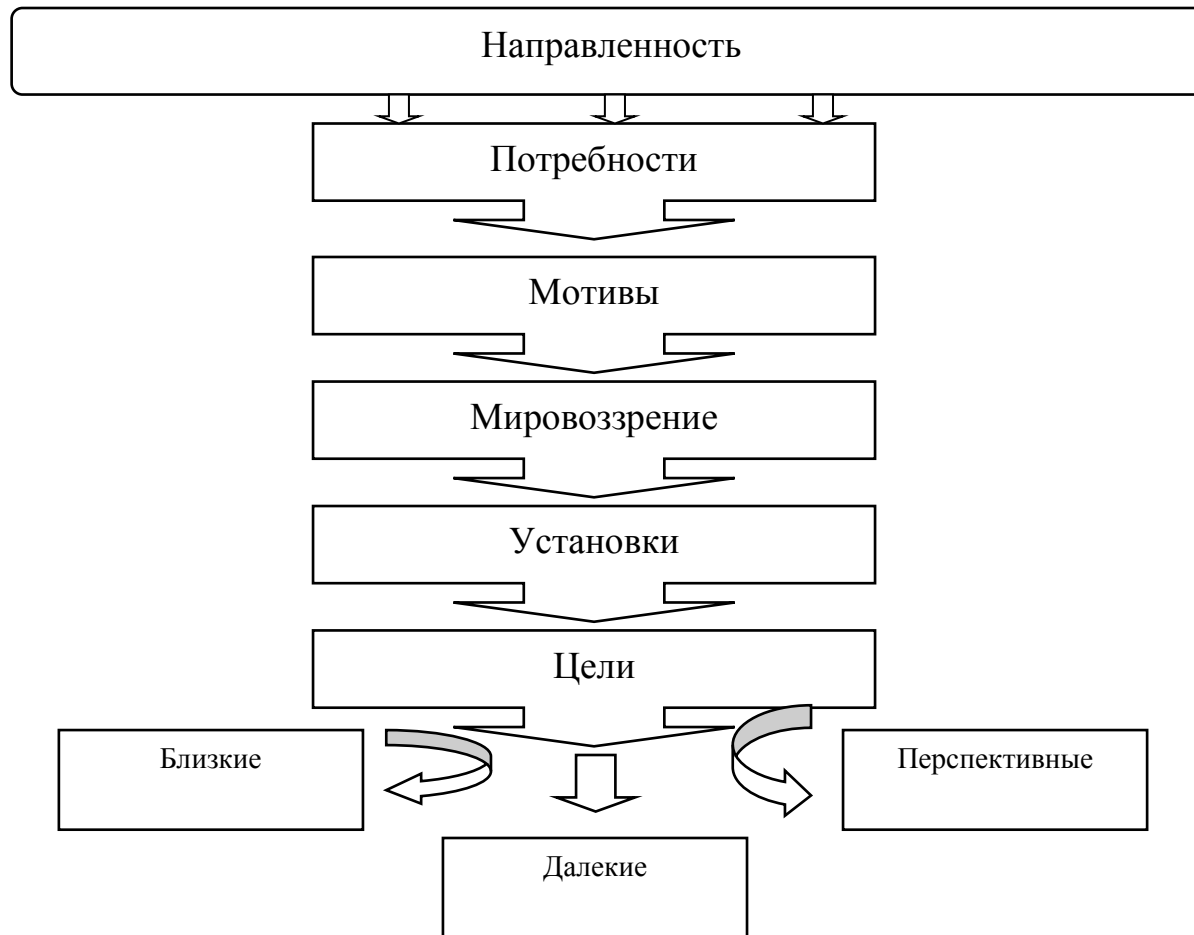 Направленность
Потребности
Мотивы
Мировоззрение
Установки
Цели
Близкие
Перспективные
Далекие